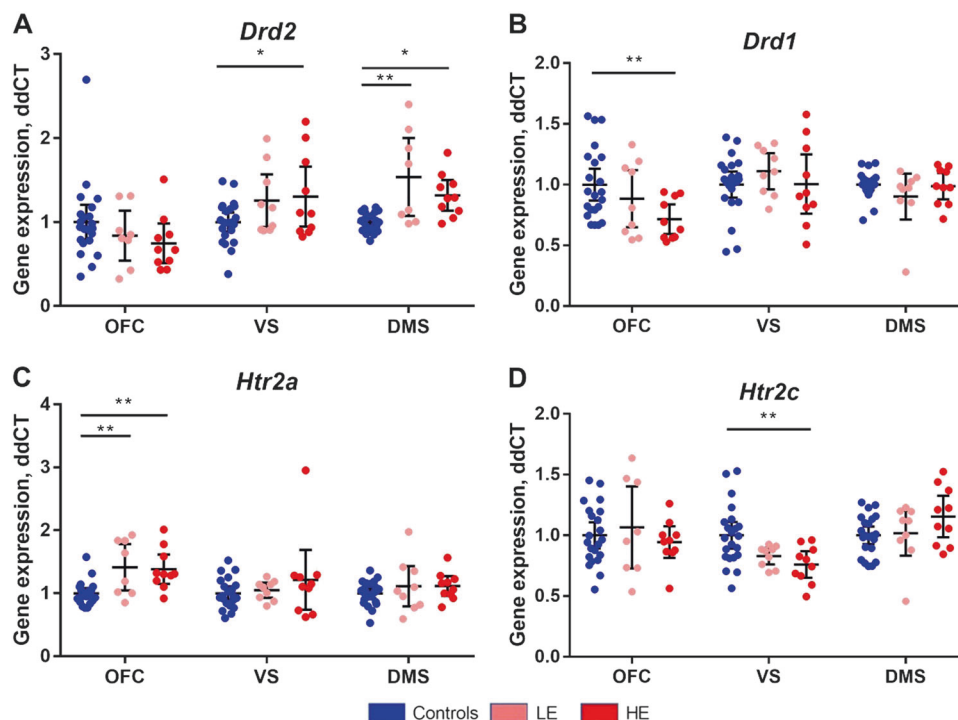 A
Drd2
Gene expression, ddCT
3
2
1
0
*
*
**
OFC
VS
DMS
B
Drd1
Gene expression, ddCT
2.0
1.5
1.0
0.5
0.0
**
OFC
VS
DMS
C
Htr2a
Gene expression, ddCT
4
3
2
1
0
**
**
OFC
VS
DMS
D
Htr2c
Gene expression, ddCT
2.0
1.5
1.0
0.5
0.0
**
OFC
VS
DMS
Controls
LE
HE